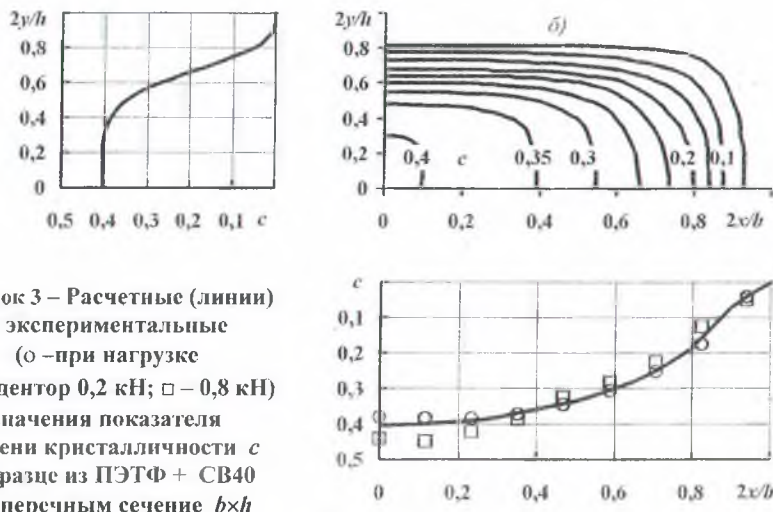 2y/h
0,8
0,6
0,4
0,2
0
0,5 0,4 0,3 0,2 0,1 c
2y/h
б)
0,8
0,6
0,4
0,2
0
0,4 c 0,35 0,3 0,2 0,1
0 0,2 0,4 0,6 0,8 2x/b
ок 3 – Расчетные (линии)
экспериментальные
(о –при нагрузке
дентор 0,2 кН; □ – 0,8 кН)
начения показателя
ени кристалличности с
разце из ПЭТФ + СВ40
перечным сечение b×h
c
0,1
0,2
0,3
0,4
0,5
0 0,2 0,4 0,6 0,8 2x/b